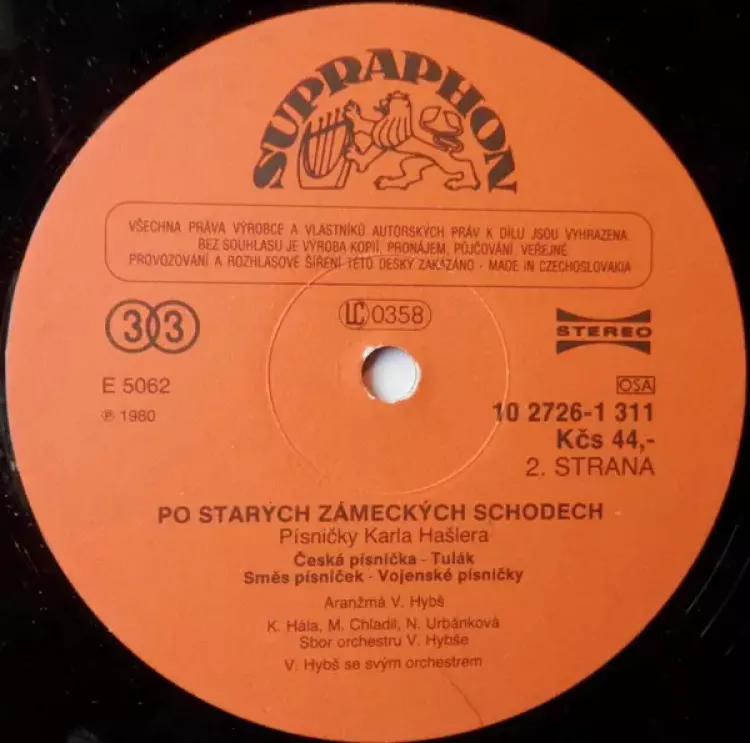 SUPRAPHON
VŠECHNA PRÁVA VÝROBCE A VLASTNÍKŮ AUTORSKÝCH PRÁV K DÍLU JSOU VYHRAZENA.
BEZ SOUHLASU JE VÝROBA KOPIÍ, PRONÁJEM, PŮJČOVÁNÍ, VEŘEJNÉ
PROVOZOVÁNÍ A ROZHLASOVÉ ŠÍŘENÍ TÉTO DESKY ZAKÁZÁNO - MADE IN CZECHOSLOVAKIA
33
LC 0358
STEREO
E 5062
℗ 1980
OSA
10 2726-1 311
Kčs 44,-
2. STRANA
PO STARÝCH ZÁMECKÝCH SCHODECH
Písničky Karla Hašlera
Česká písnička - Tulák
Směs písniček - Vojenské písničky
Aranžmá V. Hybš
K. Hála, M. Chladil, N. Urbánková
Sbor orchestru V. Hybše
V. Hybš se svým orchestrem